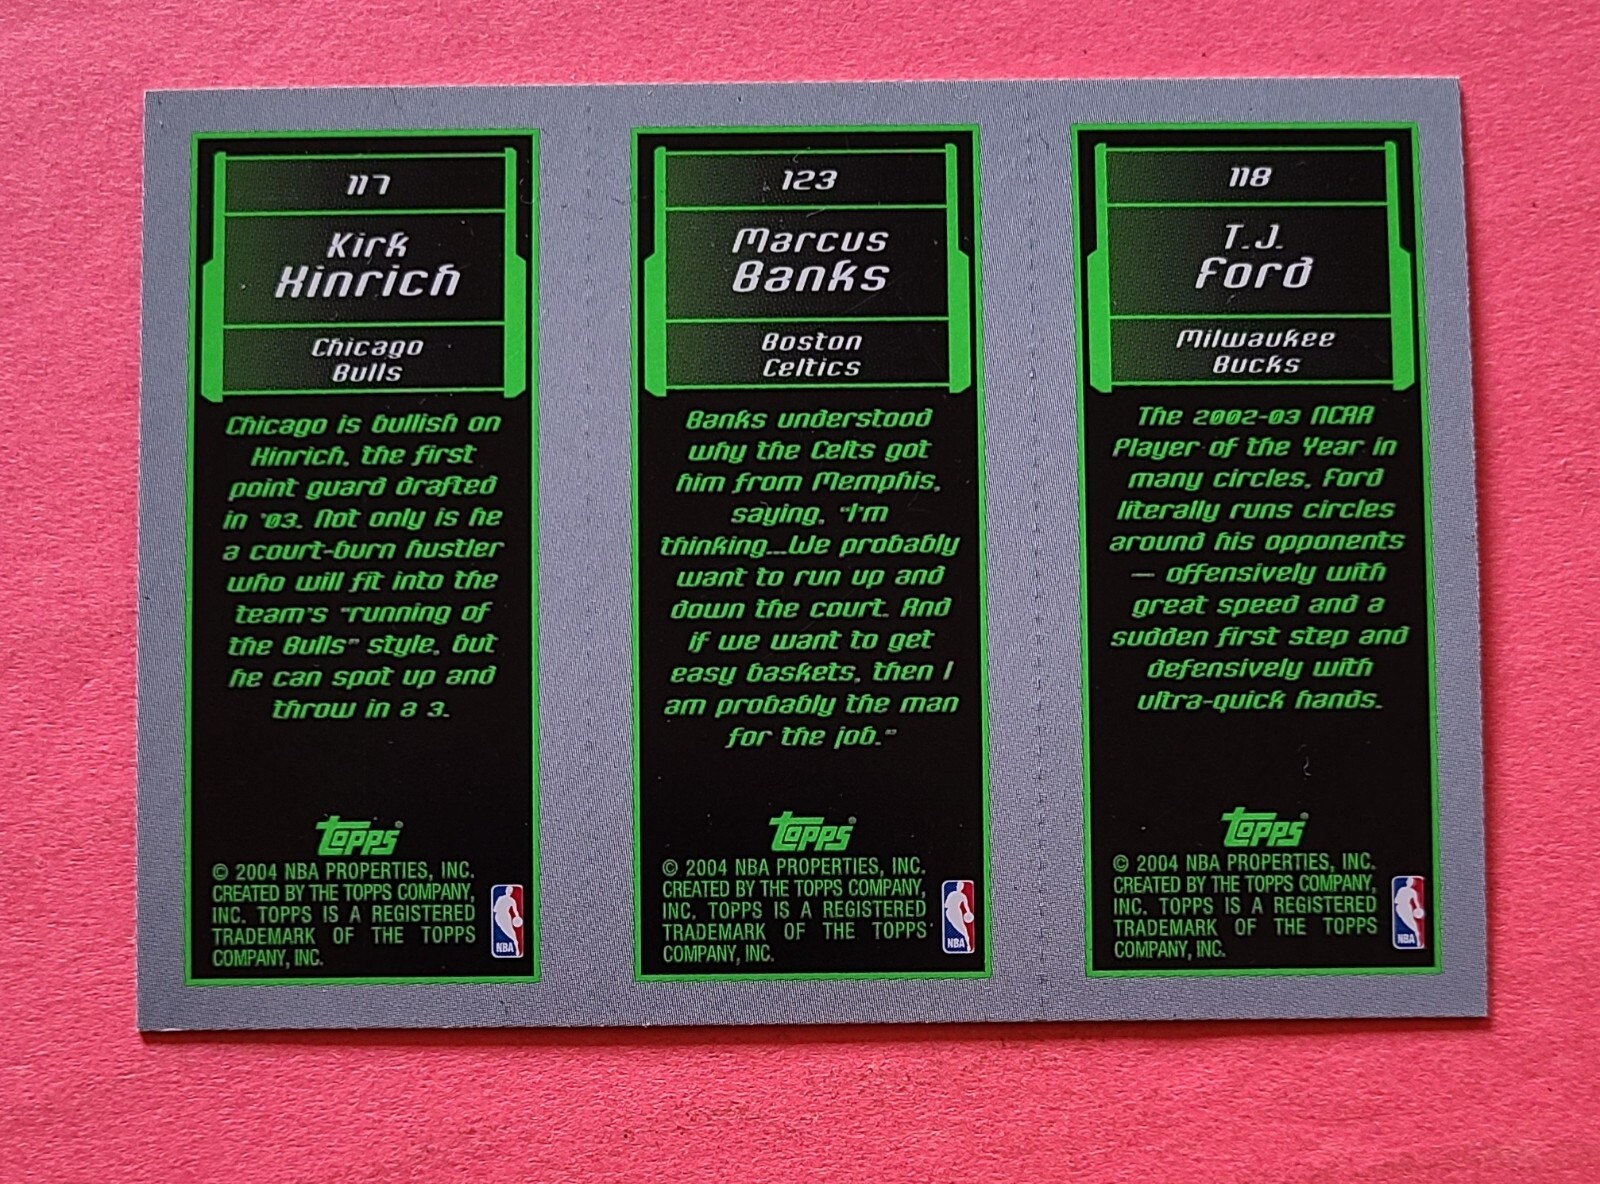 117
Kirk
Hinrich
Chicago
Bulls
Chicago is bullish on
Hinrich, the first
point guard drafted
in '03. Not only is he
a court-burn hustler
who will fit into the
team's "running of
the Bulls" style, but
he can spot up and
throw in a 3.
topps®
© 2004 NBA PROPERTIES, INC.
CREATED BY THE TOPPS COMPANY,
INC. TOPPS IS A REGISTERED
TRADEMARK OF THE TOPPS
COMPANY, INC.
NBA
123
Marcus
Banks
Boston
Celtics
Banks understood
why the Celts got
him from Memphis,
saying, "I'm
thinking...We probably
want to run up and
down the court. And
if we want to get
easy baskets, then I
am probably the man
for the job."
topps®
© 2004 NBA PROPERTIES, INC.
CREATED BY THE TOPPS COMPANY,
INC. TOPPS IS A REGISTERED
TRADEMARK OF THE TOPPS
COMPANY, INC.
NBA
118
T.J.
Ford
Milwaukee
Bucks
The 2002-03 NCAA
Player of the Year in
many circles, Ford
literally runs circles
around his opponents
— offensively with
great speed and a
sudden first step and
defensively with
ultra-quick hands.
topps®
© 2004 NBA PROPERTIES, INC.
CREATED BY THE TOPPS COMPANY,
INC. TOPPS IS A REGISTERED
TRADEMARK OF THE TOPPS
COMPANY, INC.
NBA